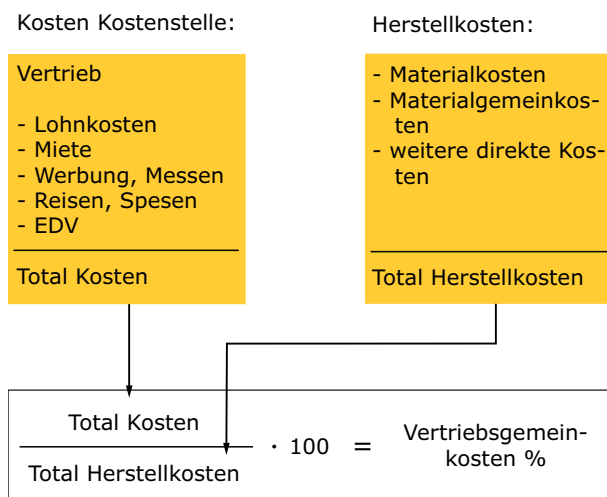 Kosten Kostenstelle:
Vertrieb
- Lohnkosten
- Miete
- Werbung, Messen
- Reisen, Spesen
- EDV
Total Kosten
Herstellkosten:
- Materialkosten
- Materialgemeinkos-
ten
- weitere direkte Kos-
ten
Total Herstellkosten
Total Kosten
Total Herstellkosten
· 100 =
Vertriebsgemein-
kosten %